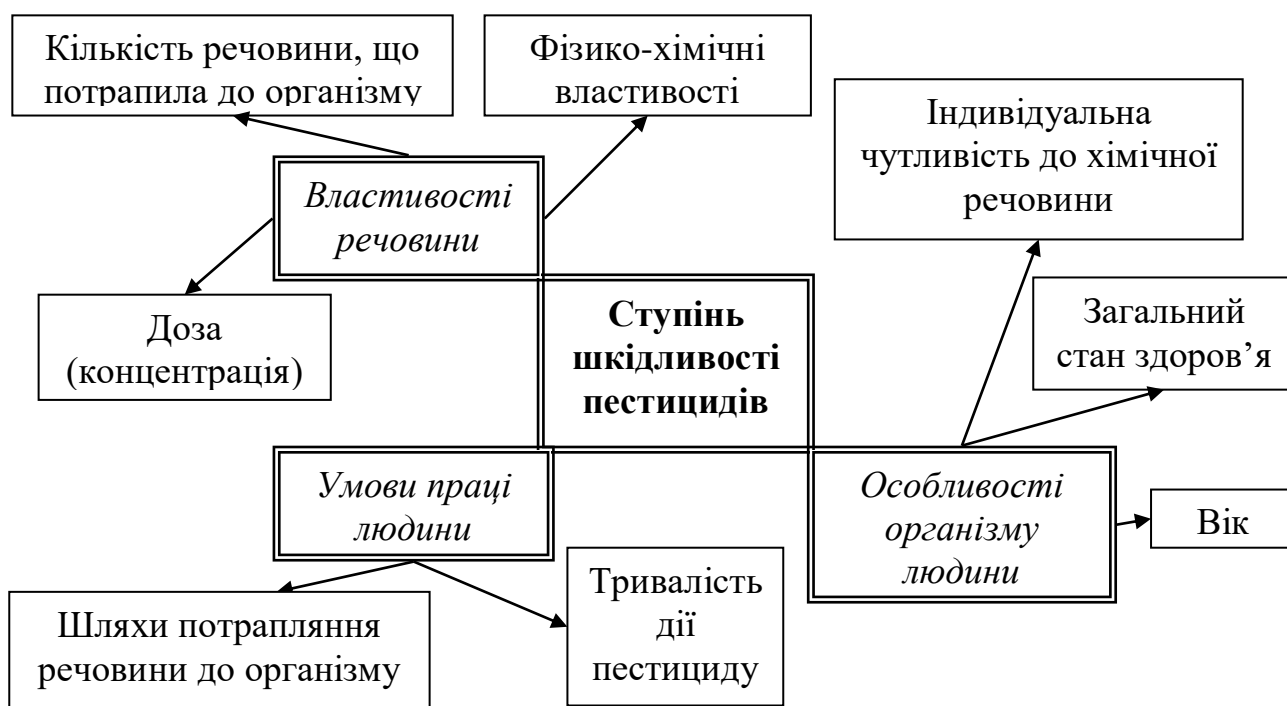 Кількість речовини, що
потрапила до організму
Фізико-хімічні
властивості
Індивідуальна
чутливість до хімічної
речовини
Властивості
речовини
Доза
(концентрація)
Ступінь
шкідливості
пестицидів
Загальний
стан здоров’я
Умови праці
людини
Особливості
організму
людини
Вік
Шляхи потрапляння
речовини до організму
Тривалість
дії
пестициду